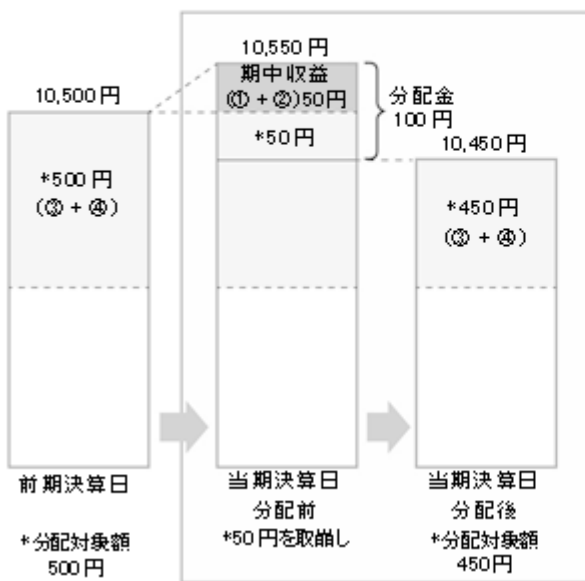 10,550円
期中収益
(①+②)50円
分配金
100円
10,500円
*50円
10,450円
*500円
(③+④)
*450円
(③+④)
前期決算日
当期決算日
分配前
当期決算日
分配後
*分配対象額
500円
*50円を取崩し
*分配対象額
450円